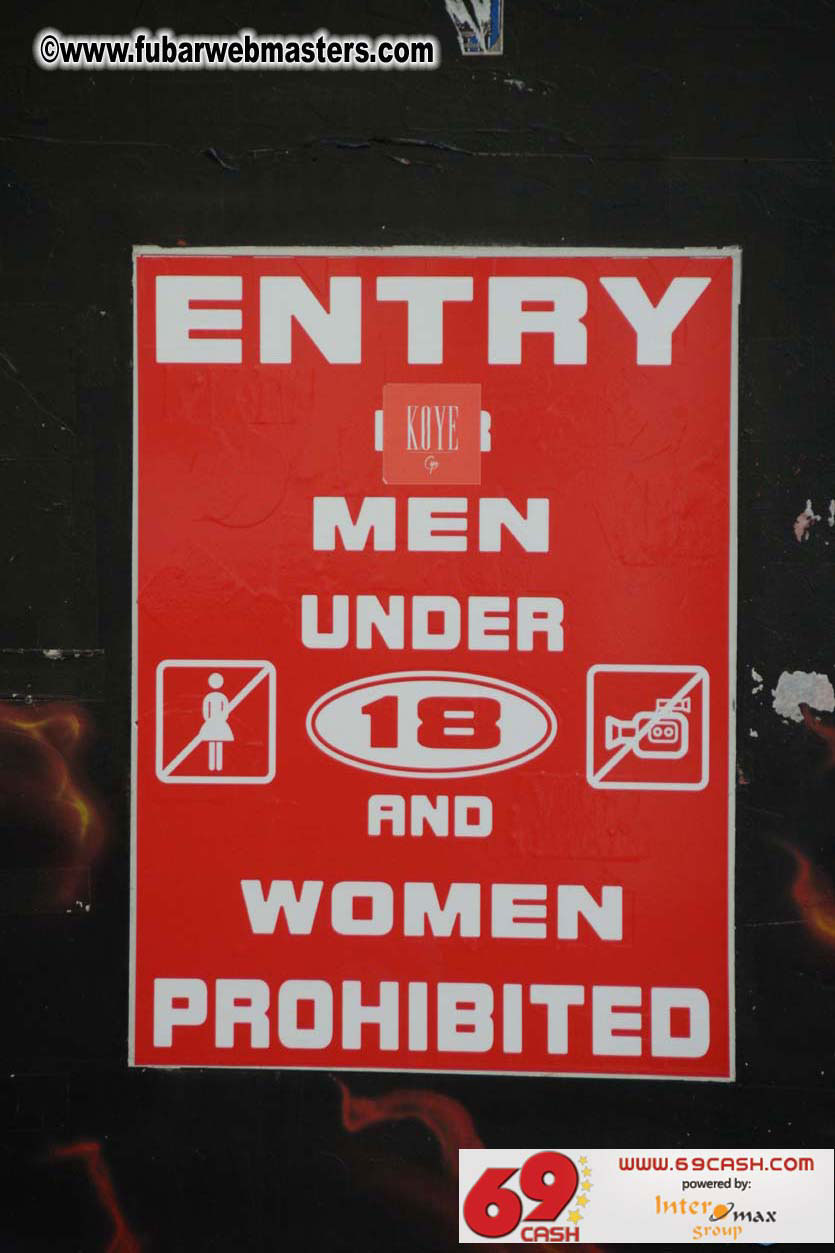 ©www.fubarwebmasters.com
ENTRY
KOYE
MEN
UNDER
18
AND
WOMEN
PROHIBITED
69
CASH
WWW.69CASH.COM
powered by:
Inter max
group